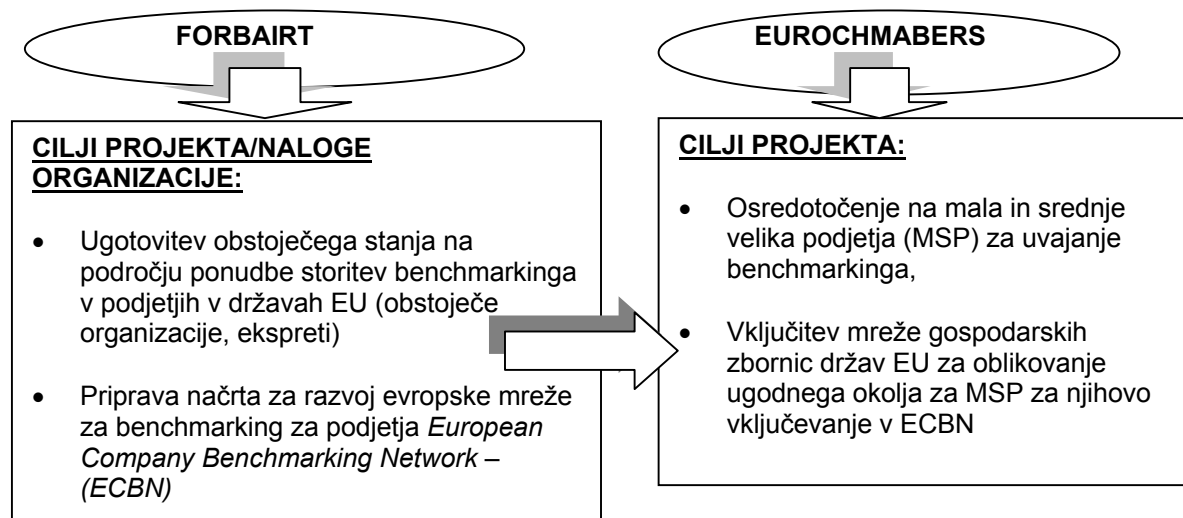 FORBAIRT
CILJI PROJEKTA/NALOGE
ORGANIZACIJE:
• Ugotovitev obstoječega stanja na
področju ponudbe storitev benchmarkinga
v podjetjih v državah EU (obstoječe
organizacije, ekspreti)
• Priprava načrta za razvoj evropske mreže
za benchmarking za podjetja European
Company Benchmarking Network –
(ECBN)
EUROCHMABERS
CILJI PROJEKTA:
• Osredotočenje na mala in srednje
velika podjetja (MSP) za uvajanje
benchmarkinga,
• Vključitev mreže gospodarskih
zbornic držav EU za oblikovanje
ugodnega okolja za MSP za njihovo
vključevanje v ECBN